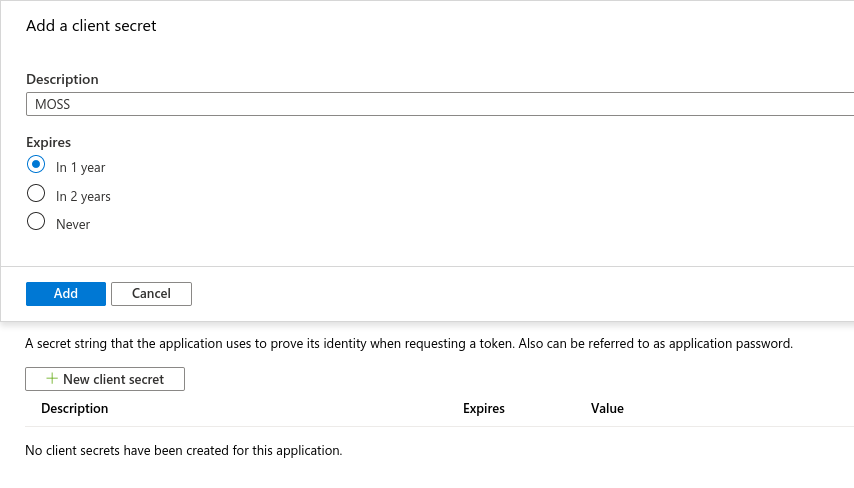 Add a client secret
Description
MOSS
Expires
In 1 year
In 2 years
Never
Add Cancel
A secret string that the application uses to prove its identity when requesting a token. Also can be referred to as application password.
+ New client secret
Description Expires Value
No client secrets have been created for this application.